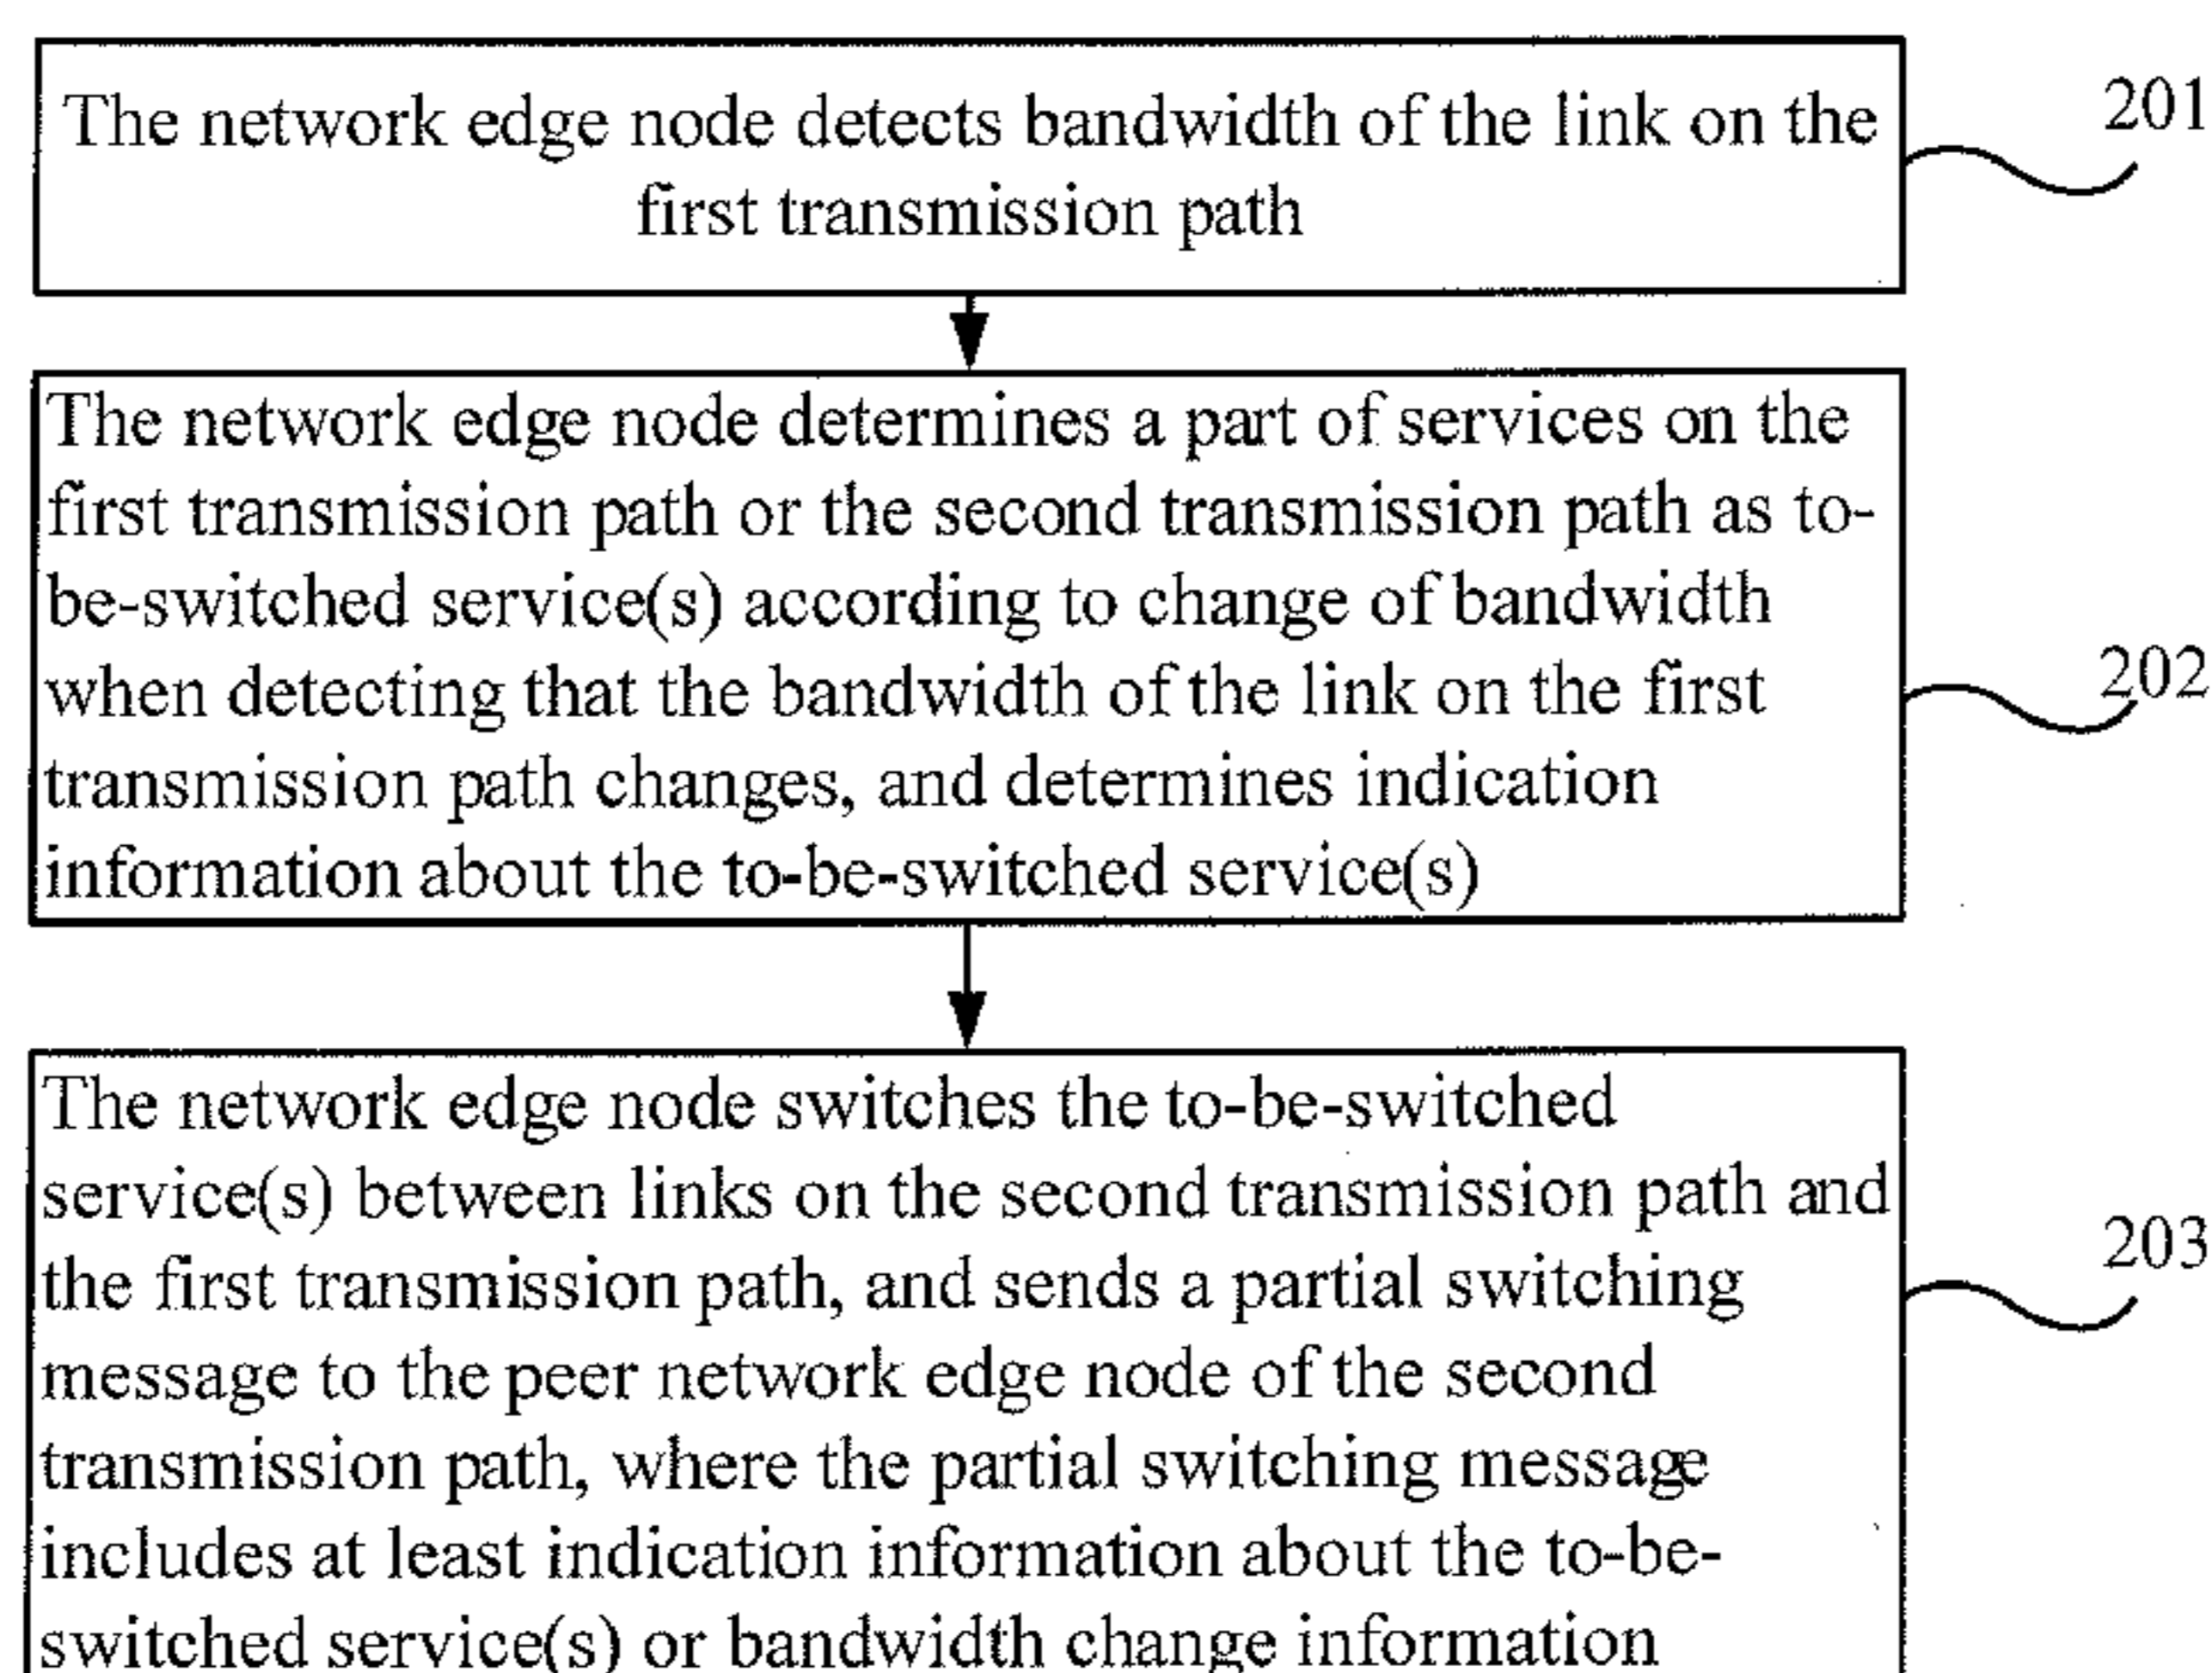 The network edge node detects bandwidth of the link on the
first transmission path
201
The network edge node determines a part of services on the
first transmission path or the second transmission path as to-
be-switched service(s) according to change of bandwidth
when detecting that the bandwidth of the link on the first
transmission path changes, and determines indication
information about the to-be-switched service(s)
202
The network edge node switches the to-be-switched
service(s) between links on the second transmission path and
the first transmission path, and sends a partial switching
message to the peer network edge node of the second
transmission path, where the partial switching message
includes at least indication information about the to-be-
switched service(s) or bandwidth change information
203